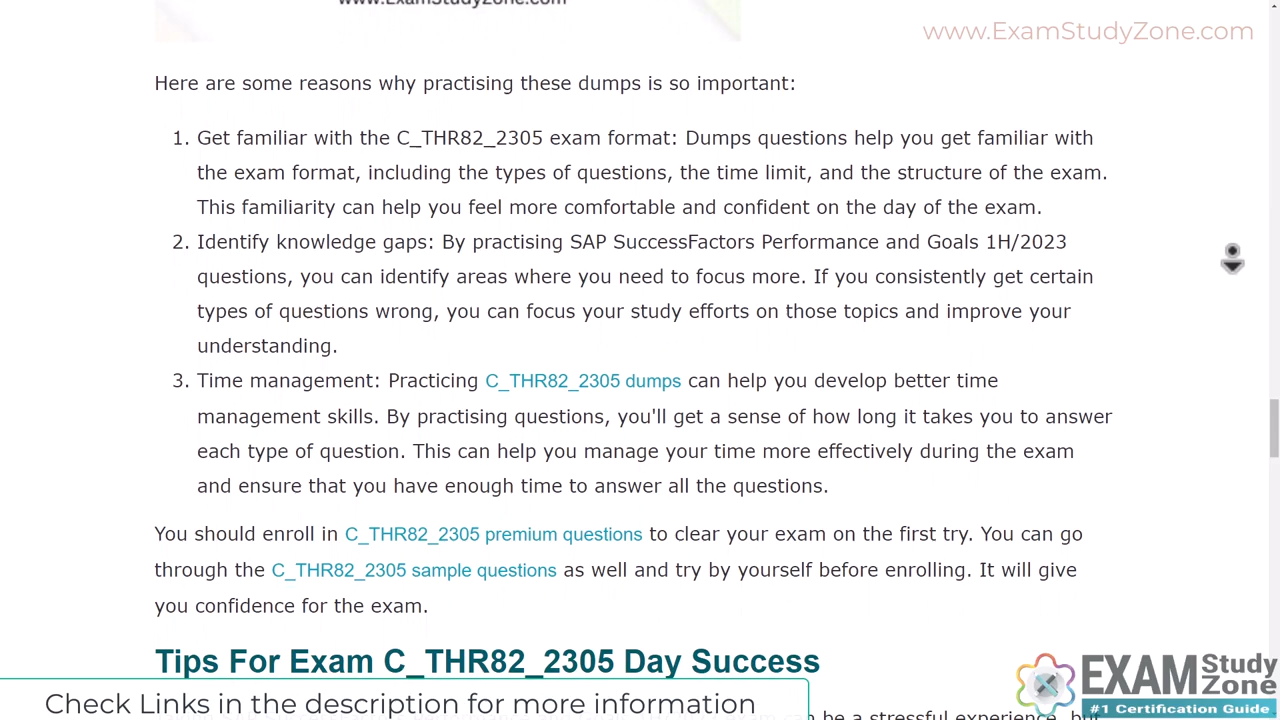 www.ExamStudyZone.com
www.ExamStudyZone.com
Here are some reasons why practising these dumps is so important:
1. Get familiar with the C_THR82_2305 exam format: Dumps questions help you get familiar with
the exam format, including the types of questions, the time limit, and the structure of the exam.
This familiarity can help you feel more comfortable and confident on the day of the exam.
2. Identify knowledge gaps: By practising SAP SuccessFactors Performance and Goals 1H/2023
questions, you can identify areas where you need to focus more. If you consistently get certain
types of questions wrong, you can focus your study efforts on those topics and improve your
understanding.
3. Time management: Practicing C_THR82_2305 dumps can help you develop better time
management skills. By practising questions, you'll get a sense of how long it takes you to answer
each type of question. This can help you manage your time more effectively during the exam
and ensure that you have enough time to answer all the questions.
You should enroll in C_THR82_2305 premium questions to clear your exam on the first try. You can go
through the C_THR82_2305 sample questions as well and try by yourself before enrolling. It will give
you confidence for the exam.
Tips For Exam C_THR82_2305 Day Success
EXAM Study Zone
#1 Certification Guide
Check Links in the description for more information
can be a stressful experience, but